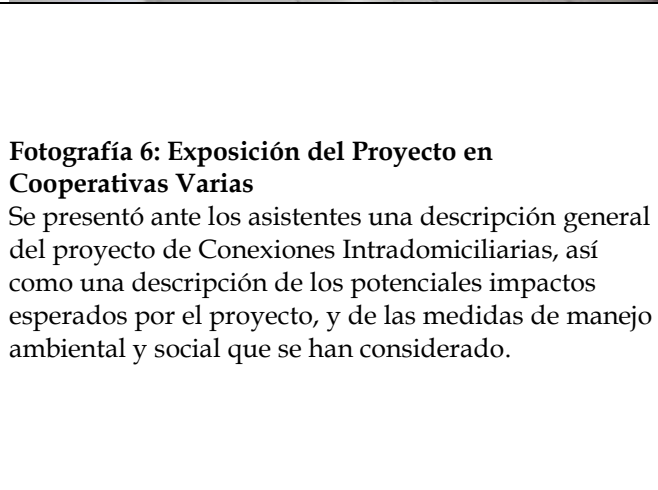 Fotografía 6: Exposición del Proyecto en
Cooperativas Varias
Se presentó ante los asistentes una descripción general
del proyecto de Conexiones Intradomiciliarias, así
como una descripción de los potenciales impactos
esperados por el proyecto, y de las medidas de manejo
ambiental y social que se han considerado.